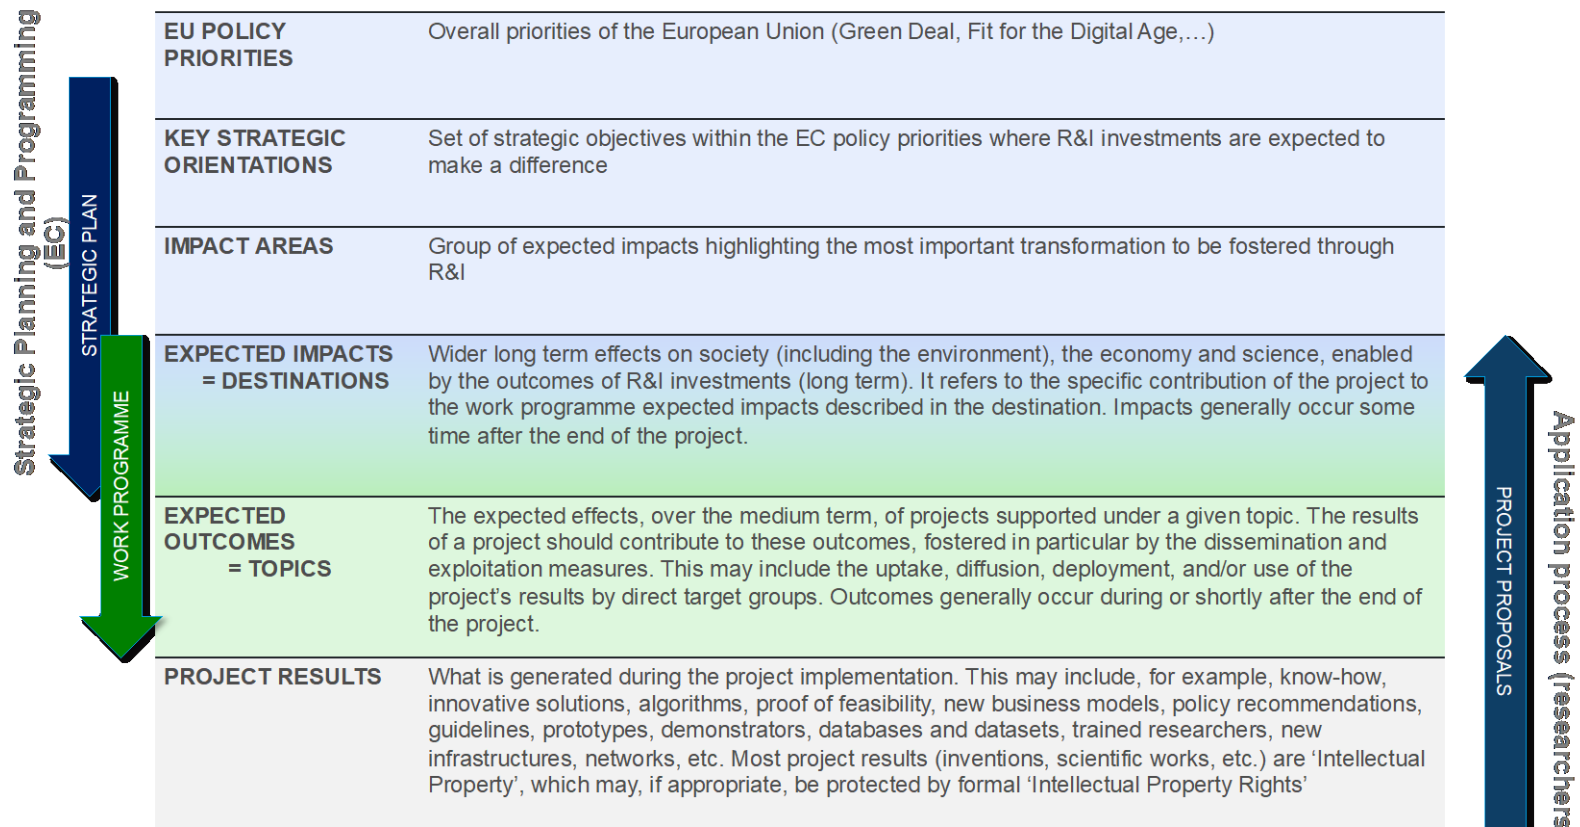 Strategic Planning and Programming
(EC)
STRATEGIC PLAN
WORK PROGRAMME
EU POLICY
PRIORITIES
Overall priorities of the European Union (Green Deal, Fit for the Digital Age,…)
KEY STRATEGIC
ORIENTATIONS
Set of strategic objectives within the EC policy priorities where R&I investments are expected to
make a difference
IMPACT AREAS
Group of expected impacts highlighting the most important transformation to be fostered through
R&I
EXPECTED IMPACTS
= DESTINATIONS
Wider long term effects on society (including the environment), the economy and science, enabled
by the outcomes of R&I investments (long term). It refers to the specific contribution of the project to
the work programme expected impacts described in the destination. Impacts generally occur some
time after the end of the project.
EXPECTED
OUTCOMES
= TOPICS
The expected effects, over the medium term, of projects supported under a given topic. The results
of a project should contribute to these outcomes, fostered in particular by the dissemination and
exploitation measures. This may include the uptake, diffusion, deployment, and/or use of the
project’s results by direct target groups. Outcomes generally occur during or shortly after the end of
the project.
PROJECT RESULTS
What is generated during the project implementation. This may include, for example, know-how,
innovative solutions, algorithms, proof of feasibility, new business models, policy recommendations,
guidelines, prototypes, demonstrators, databases and datasets, trained researchers, new
infrastructures, networks, etc. Most project results (inventions, scientific works, etc.) are ‘Intellectual
Property’, which may, if appropriate, be protected by formal ‘Intellectual Property Rights’
PROJECT PROPOSALS
Application process (researchers